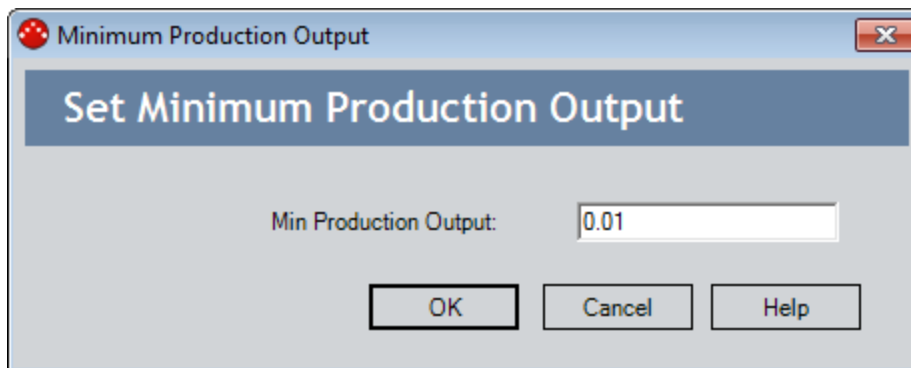 Minimum Production Output
Set Minimum Production Output
Min Production Output: 0.01
OK Cancel Help